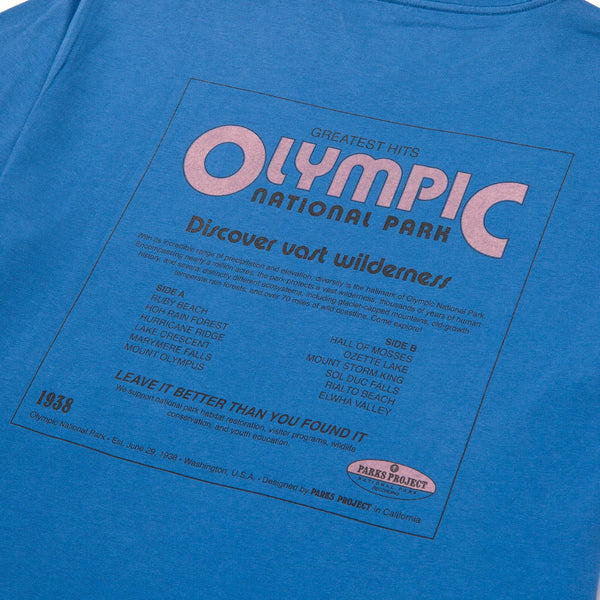 GREATEST HITS
OLYMPIC
NATIONAL PARK
Discover vast wilderness
With its incredible range of precipitation and elevation, diversity is the hallmark of Olympic National Park.
Encompassing nearly a million acres, the park protects a vast wilderness, thousands of years of human
history, and several distinctly different ecosystems, including glacier-capped mountains, old-growth
temperate rain forests, and over 70 miles of wild coastline. Come explore!
SIDE A
RUBY BEACH
HOH RAIN FOREST
HURRICANE RIDGE
LAKE CRESCENT
MARYMERE FALLS
MOUNT OLYMPUS
SIDE B
HALL OF MOSSES
OZETTE LAKE
MOUNT STORM KING
SOL DUC FALLS
RIALTO BEACH
ELWHA VALLEY
LEAVE IT BETTER THAN YOU FOUND IT
We support national park habitat restoration, visitor programs, wildlife
conservation, and youth education.
1938
Olympic National Park • Est. June 29, 1938 • Washington, U.S.A. • Designed by PARKS PROJECT in California
PARKS PROJECT
NATIONAL PARK